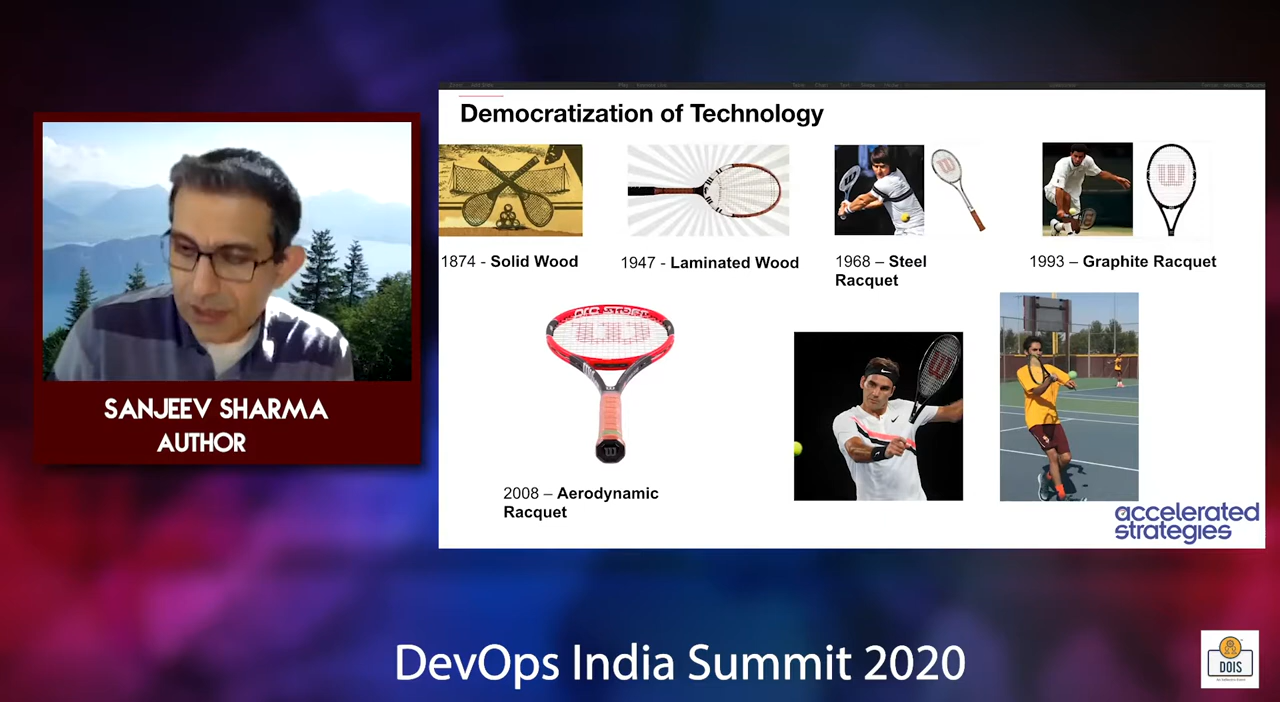 Democratization of Technology
1874 - Solid Wood
1947 - Laminated Wood
1968 – Steel
Racquet
1993 – Graphite Racquet
2008 – Aerodynamic
Racquet
accelerated
strategies
SANJEEV SHARMA
AUTHOR
DevOps India Summit 2020
DOIS